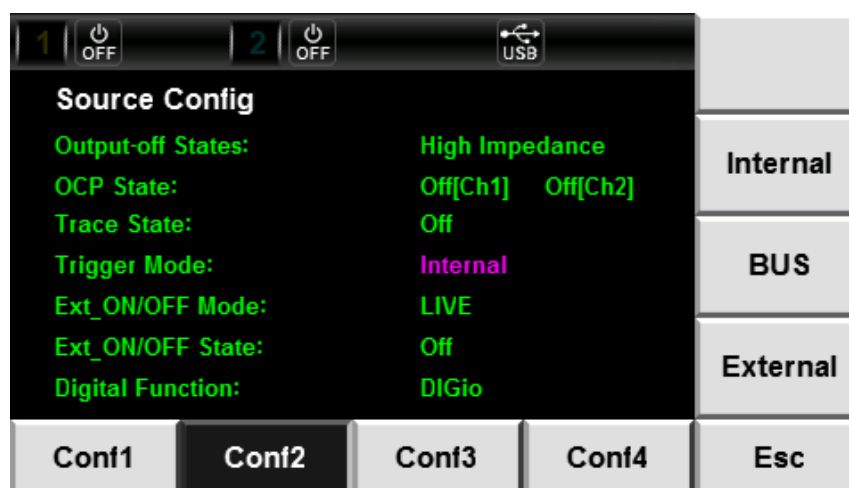 1 OFF 2 OFF USB
Source Config
Output-off States: High Impedance
OCP State: Off[Ch1] Off[Ch2]
Trace State: Off
Trigger Mode: Internal
Ext_ON/OFF Mode: LIVE
Ext_ON/OFF State: Off
Digital Function: DIGio
Internal
BUS
External
Conf1 Conf2 Conf3 Conf4 Esc